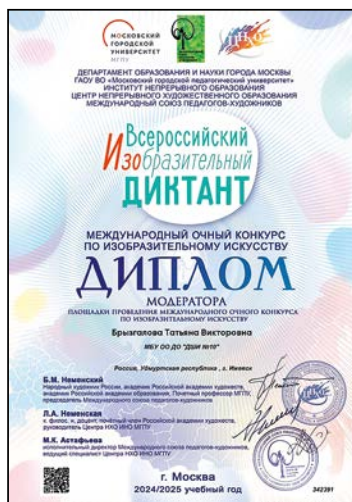 МОСКОВСКИЙ
ГОРОДСКОЙ
УНИВЕРСИТЕТ
МГПУ
ЦНХО
ДЕПАРТАМЕНТ ОБРАЗОВАНИЯ И НАУКИ ГОРОДА МОСКВЫ
ГАОУ ВО «Московский городской педагогический университет»
ИНСТИТУТ НЕПРЕРЫВНОГО ОБРАЗОВАНИЯ
ЦЕНТР НЕПРЕРЫВНОГО ХУДОЖЕСТВЕННОГО ОБРАЗОВАНИЯ
МЕЖДУНАРОДНЫЙ СОЮЗ ПЕДАГОГОВ-ХУДОЖНИКОВ
Всероссийский
Изобразительный
ДИКТАНТ
МЕЖДУНАРОДНЫЙ ОЧНЫЙ КОНКУРС
ПО ИЗОБРАЗИТЕЛЬНОМУ ИСКУССТВУ
ДИПЛОМ
МОДЕРАТОРА
ПЛОЩАДКИ ПРОВЕДЕНИЯ МЕЖДУНАРОДНОГО ОЧНОГО КОНКУРСА
ПО ИЗОБРАЗИТЕЛЬНОМУ ИСКУССТВУ
Брызгалова Татьяна Викторовна
МБУ ОО ДО "ДШИ №10"
Россия, Удмуртская республика , г. Ижевск
Б.М. Неменский
Народный художник России, академик Российской академии художеств,
академик Российской академии образования, Почетный профессор МГПУ,
председатель Международного союза педагогов-художников
Л.А. Неменская
к. филос. н, доцент, почетный член Российской академии художеств,
руководитель Центра НХО ИНО МГПУ
М.К. Астафьева
исполнительный директор Международного союза педагогов-художников,
ведущий специалист Центра НХО ИНО МГПУ
г. Москва
2024/2025 учебный год
342391